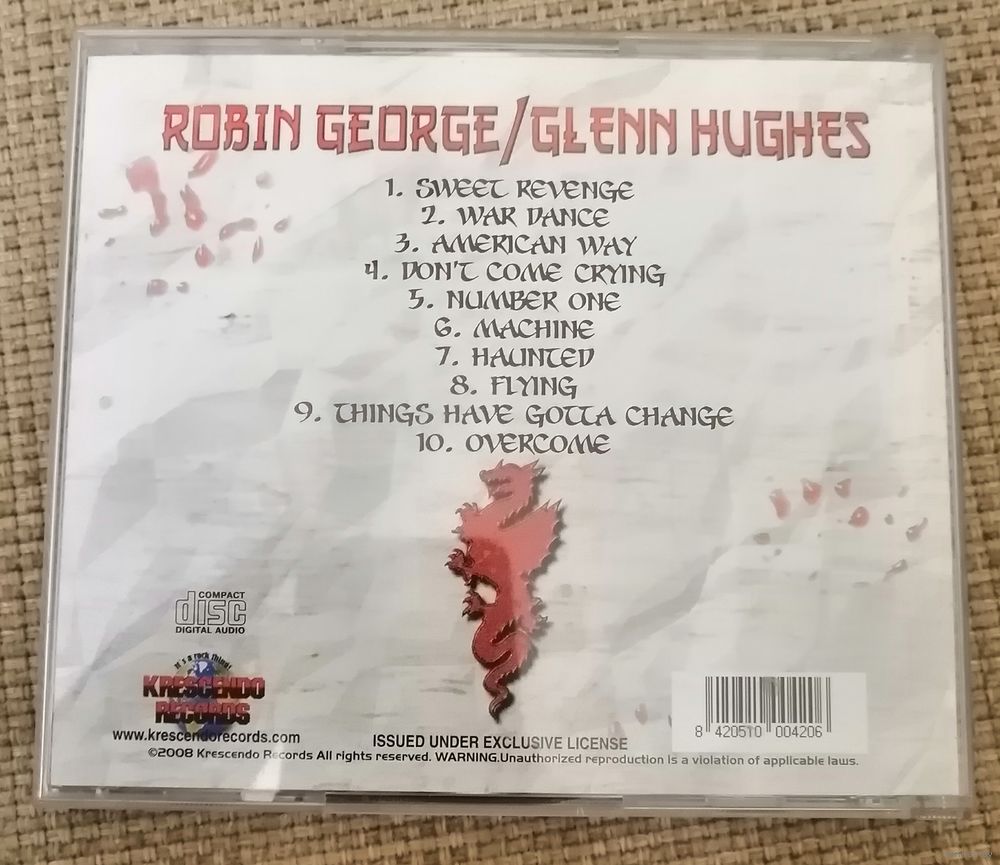 ROBIN GEORGE/GLENN HUGHES
1. SWEET REVENGE
2. WAR DANCE
3. AMERICAN WAY
4. DON'T COME CRYING
5. NUMBER ONE
6. MACHINE
7. HAUNTED
8. FLYING
9. THINGS HAVE GOTTA CHANGE
10. OVERCOME
COMPACT
disc
DIGITAL AUDIO
It's a rock thing!
KRESCENDO
RECORDS
www.krescendorecords.com
ISSUED UNDER EXCLUSIVE LICENSE
©2008 Krescendo Records All rights reserved. WARNING.Unauthorized reproduction is a violation of applicable laws.
8 420510 004206